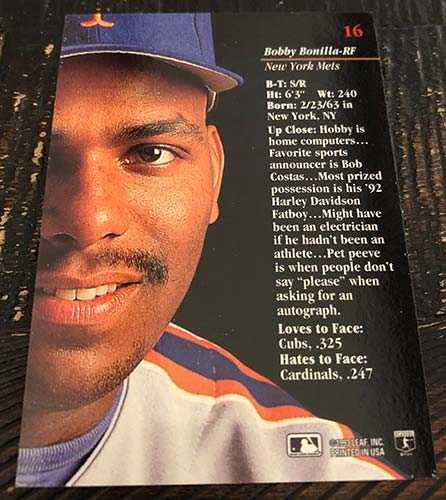 16
Bobby Bonilla-RF
New York Mets
B-T: S/R
Ht: 6'3" Wt: 240
Born: 2/23/63 in
New York, NY
Up Close: Hobby is
home computers...
Favorite sports
announcer is Bob
Costas...Most prized
possession is his '92
Harley Davidson
Fatboy...Might have
been an electrician
if he hadn't been an
athlete...Pet peeve
is when people don't
say "please" when
asking for an
autograph.
Loves to Face:
Cubs, .325
Hates to Face:
Cardinals, .247
©1993 LEAF, INC.
PRINTED IN USA